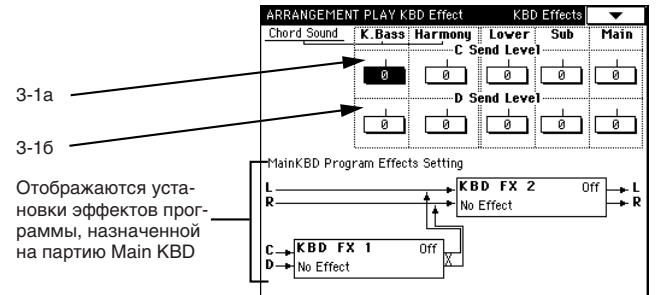 ARRANGEMENT PLAY KBD Effect KBD Effects
Chord Sound K.Bass Harmony Lower Sub Main
C Send Level
0 0 0 0 0
D Send Level
0 0 0 0 0
3-1а
3-1б
MainKBD Program Effects Setting
Отображаются уста-
новки эффектов прог-
раммы, назначенной
на партию Main KBD
L KBD FX 2 Off L
R No Effect R
C KBD FX 1 Off
D No Effect